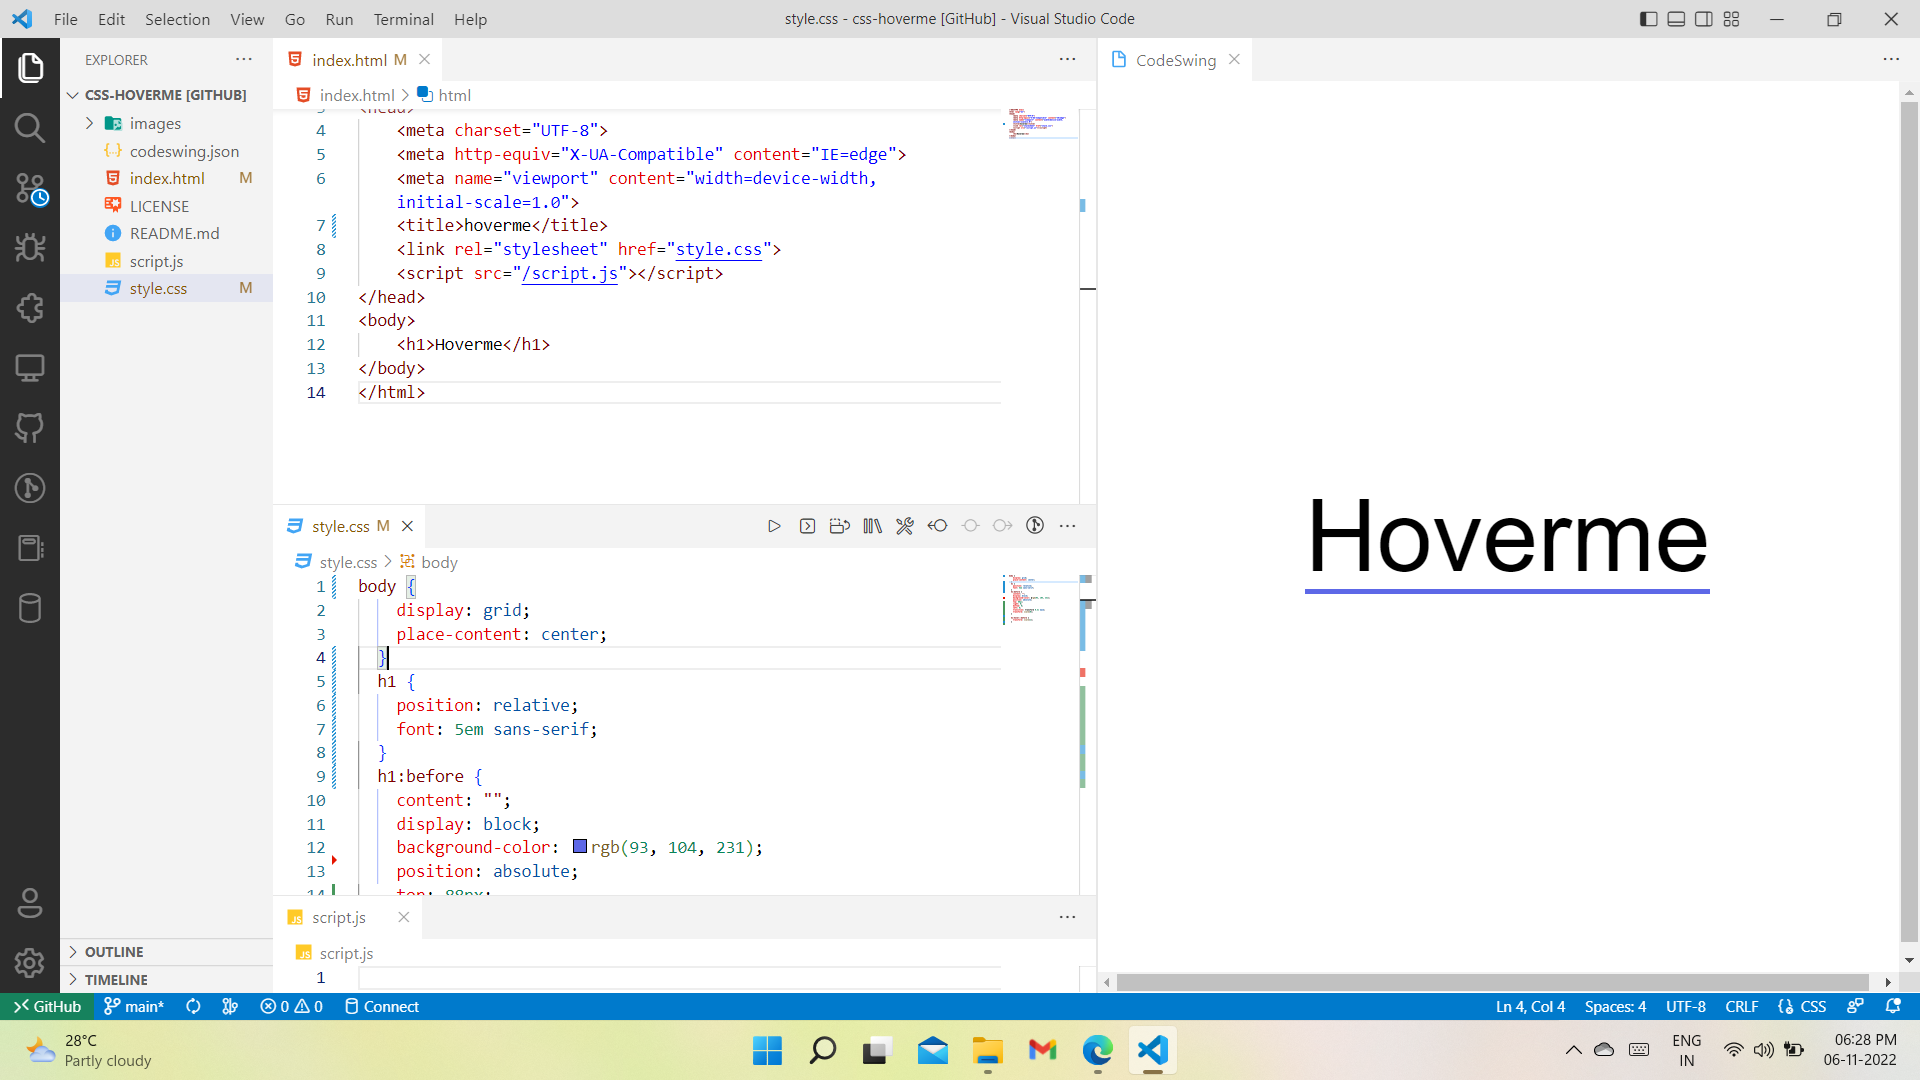 File Edit Selection View Go Run Terminal Help
style.css - css-hoverme [GitHub] - Visual Studio Code
EXPLORER
CSS-HOVERME [GITHUB]
images
codeswing.json
index.html M
LICENSE
README.md
script.js
style.css M
OUTLINE
TIMELINE
index.html M
index.html > html
3 <head>
4 <meta charset="UTF-8">
5 <meta http-equiv="X-UA-Compatible" content="IE=edge">
6 <meta name="viewport" content="width=device-width,
initial-scale=1.0">
7 <title>hoverme</title>
8 <link rel="stylesheet" href="style.css">
9 <script src="/script.js"></script>
10 </head>
11 <body>
12 <h1>Hoverme</h1>
13 </body>
14 </html>
style.css M
style.css > body
1 body {
2 display: grid;
3 place-content: center;
4 }
5 h1 {
6 position: relative;
7 font: 5em sans-serif;
8 }
9 h1:before {
10 content: "";
11 display: block;
12 background-color: rgb(93, 104, 231);
13 position: absolute;
14 top: 88px;
script.js
script.js
1
CodeSwing
Hoverme
GitHub main* 0 0 Connect
Ln 4, Col 4 Spaces: 4 UTF-8 CRLF CSS
28°C
Partly cloudy
ENG
IN
06:28 PM
06-11-2022